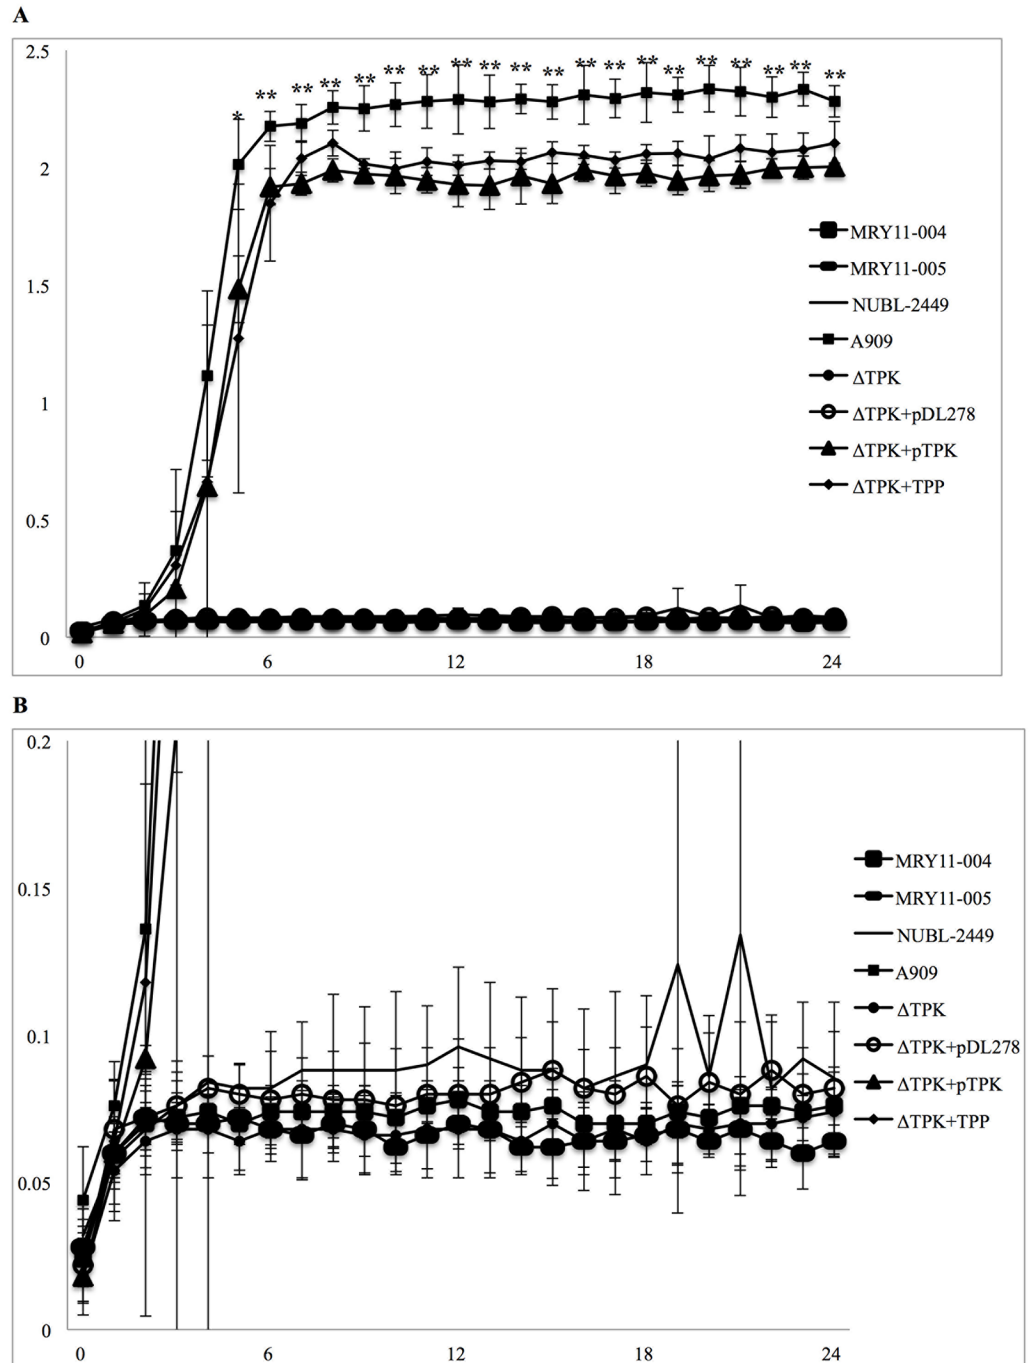 A
2.5
* ** ** ** ** ** ** ** ** ** ** ** ** ** ** ** ** ** ** **
2
1.5
1
0.5
0
0 6 12 18 24
MRY11-004
MRY11-005
NUBL-2449
A909
ΔTPK
ΔTPK+pDL278
ΔTPK+pTPK
ΔTPK+TPP
B
0.2
0.15
0.1
0.05
0
0 6 12 18 24
MRY11-004
MRY11-005
NUBL-2449
A909
ΔTPK
ΔTPK+pDL278
ΔTPK+pTPK
ΔTPK+TPP